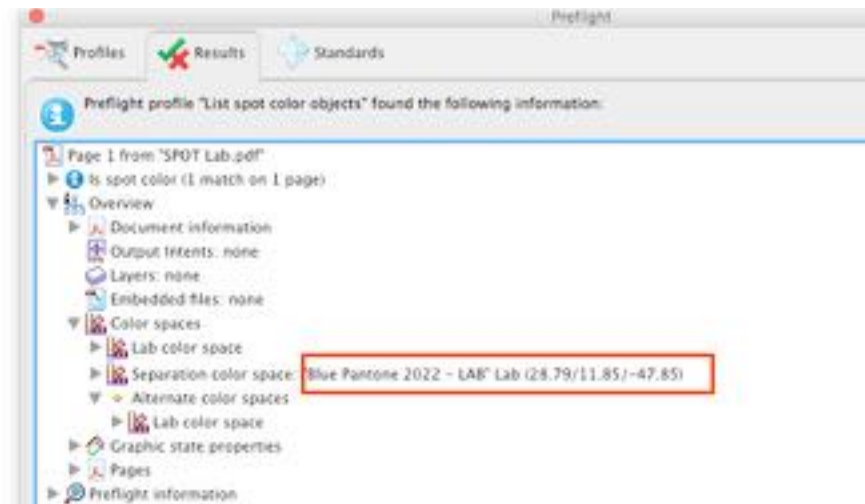 Preflight
Profiles Results Standards
Preflight profile "List spot color objects" found the following information:
Page 1 from "SPOT Lab.pdf"
Is spot color (1 match on 1 page)
Overview
Document information
Output Intents: none
Layers: none
Embedded files: none
Color spaces
Lab color space
Separation color space: "Blue Pantone 2022 - LAB" Lab (28.79/11.85/-47.85)
Alternate color spaces
Lab color space
Graphic state properties
Pages
Preflight information